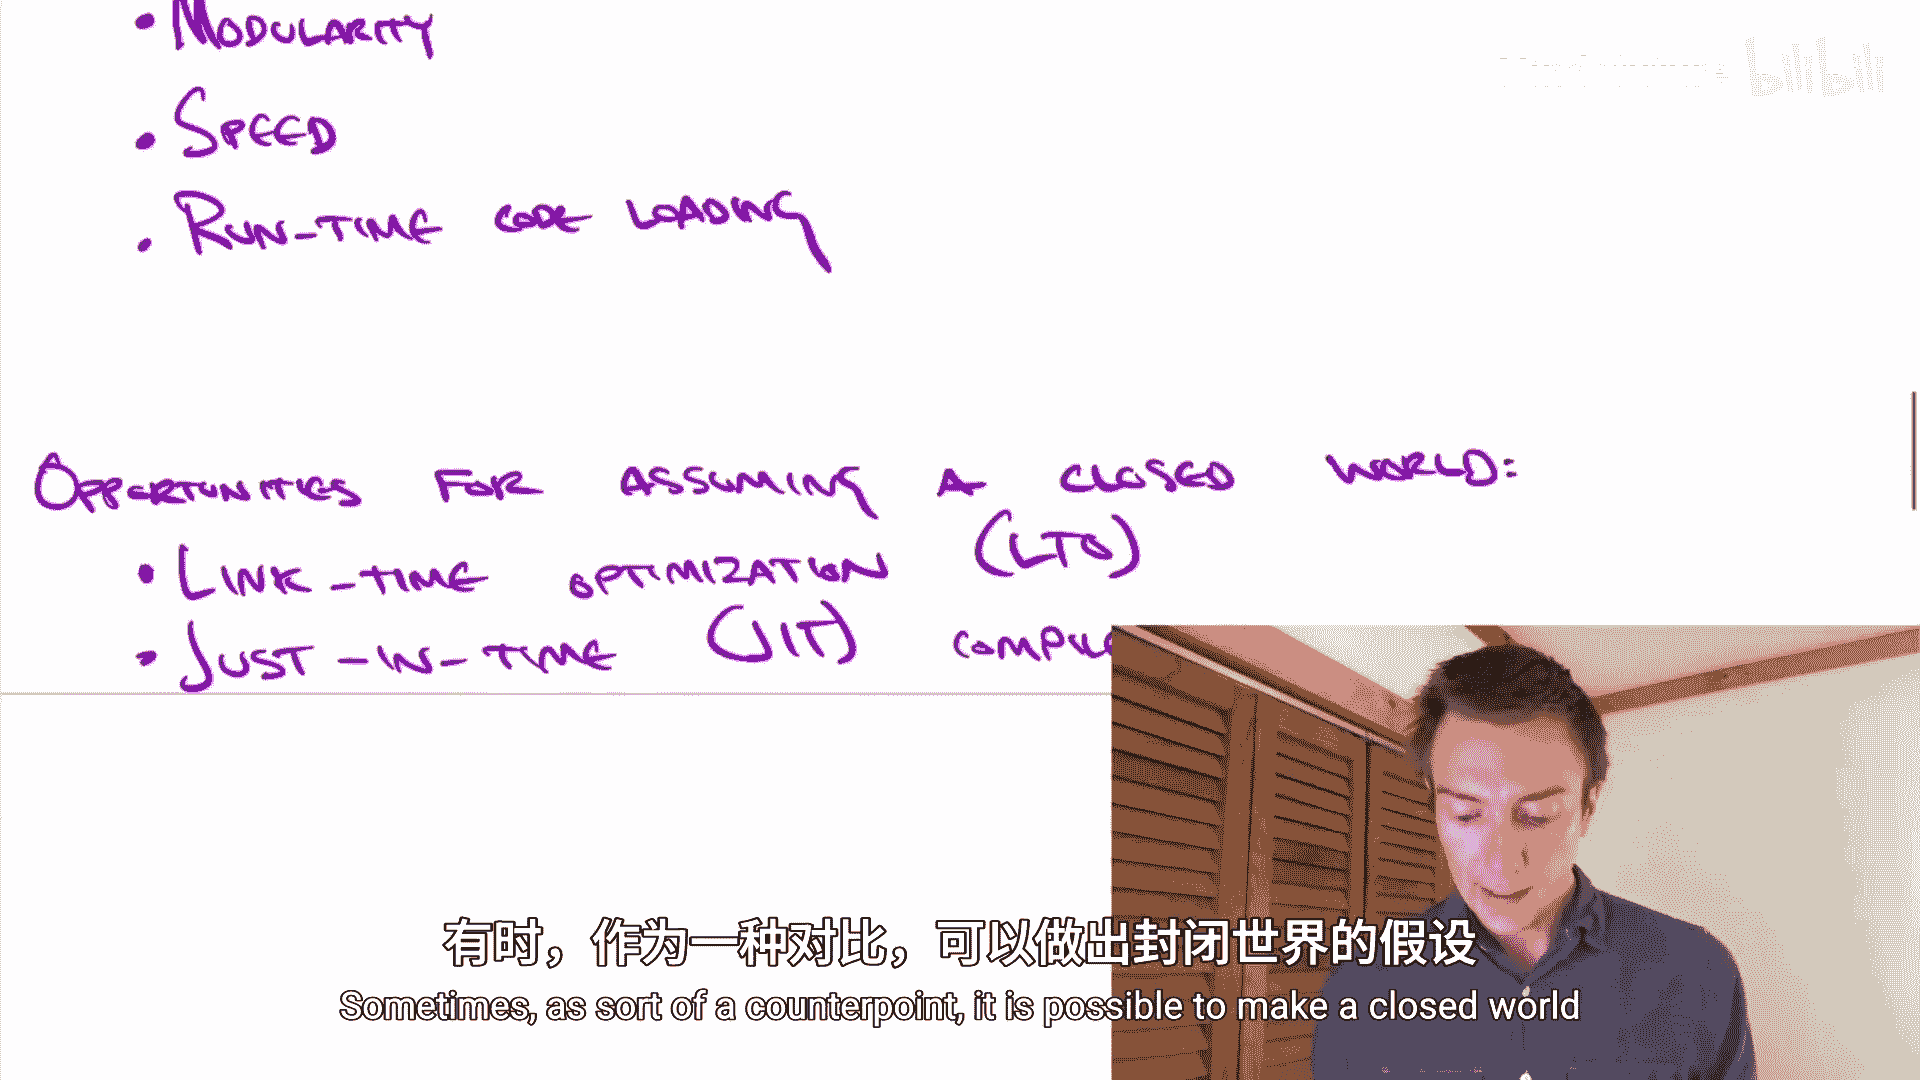 • MODULARITY
• SPEED
• RUN-TIME CODE LOADING
OPPORTUNITIES FOR ASSUMING A CLOSED WORLD:
• LINK-TIME OPTIMIZATION (LTO)
• JUST-IN-TIME (JIT)
有时，作为一种对比，可以做出封闭世界的假设
Sometimes, as sort of a counterpoint, it is possible to make a closed world
bilibili